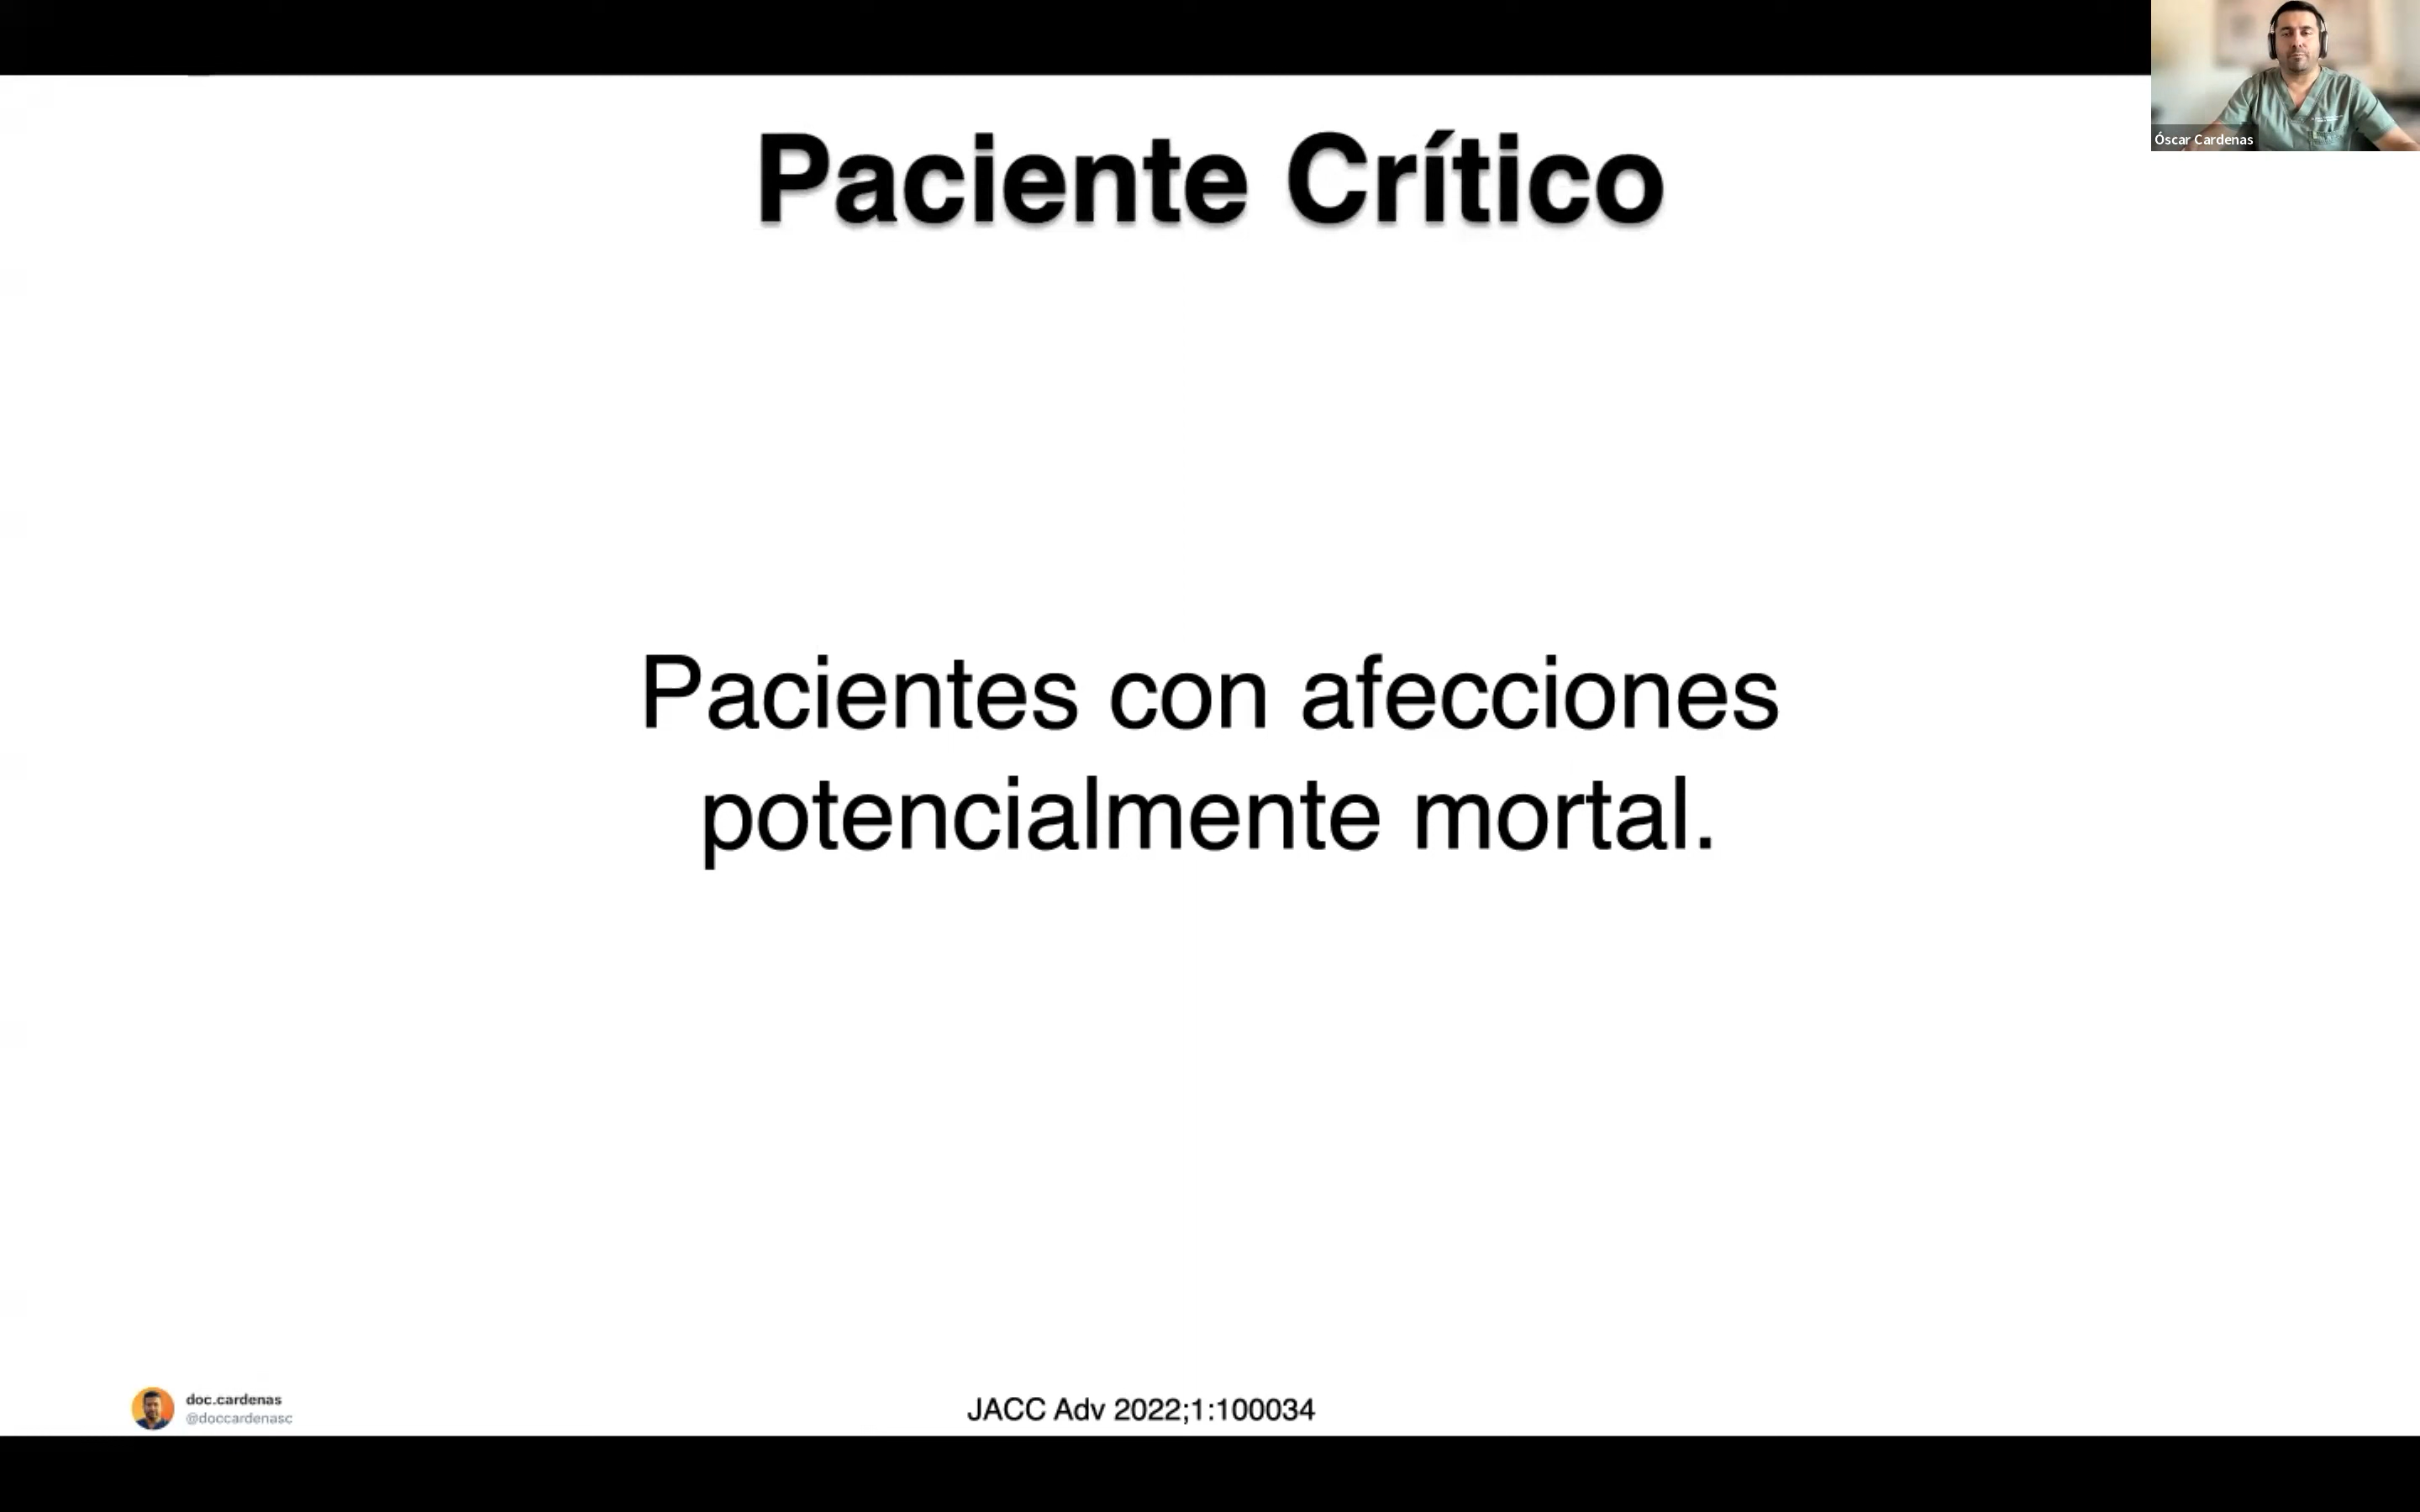 Paciente Crítico
Óscar Cardenas
Pacientes con afecciones
potencialmente mortal.
doc.cardenas
@doccardenasc
JACC Adv 2022;1:100034